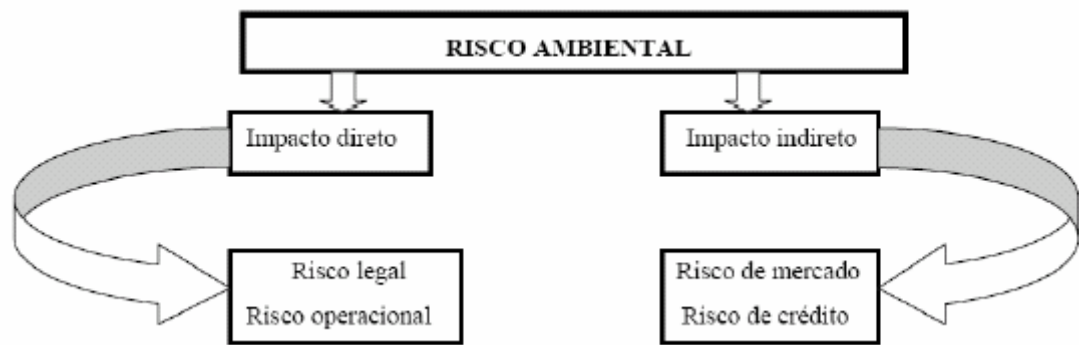 RISCO AMBIENTAL
Impacto direto
Impacto indireto
Risco legal
Risco operacional
Risco de mercado
Risco de crédito